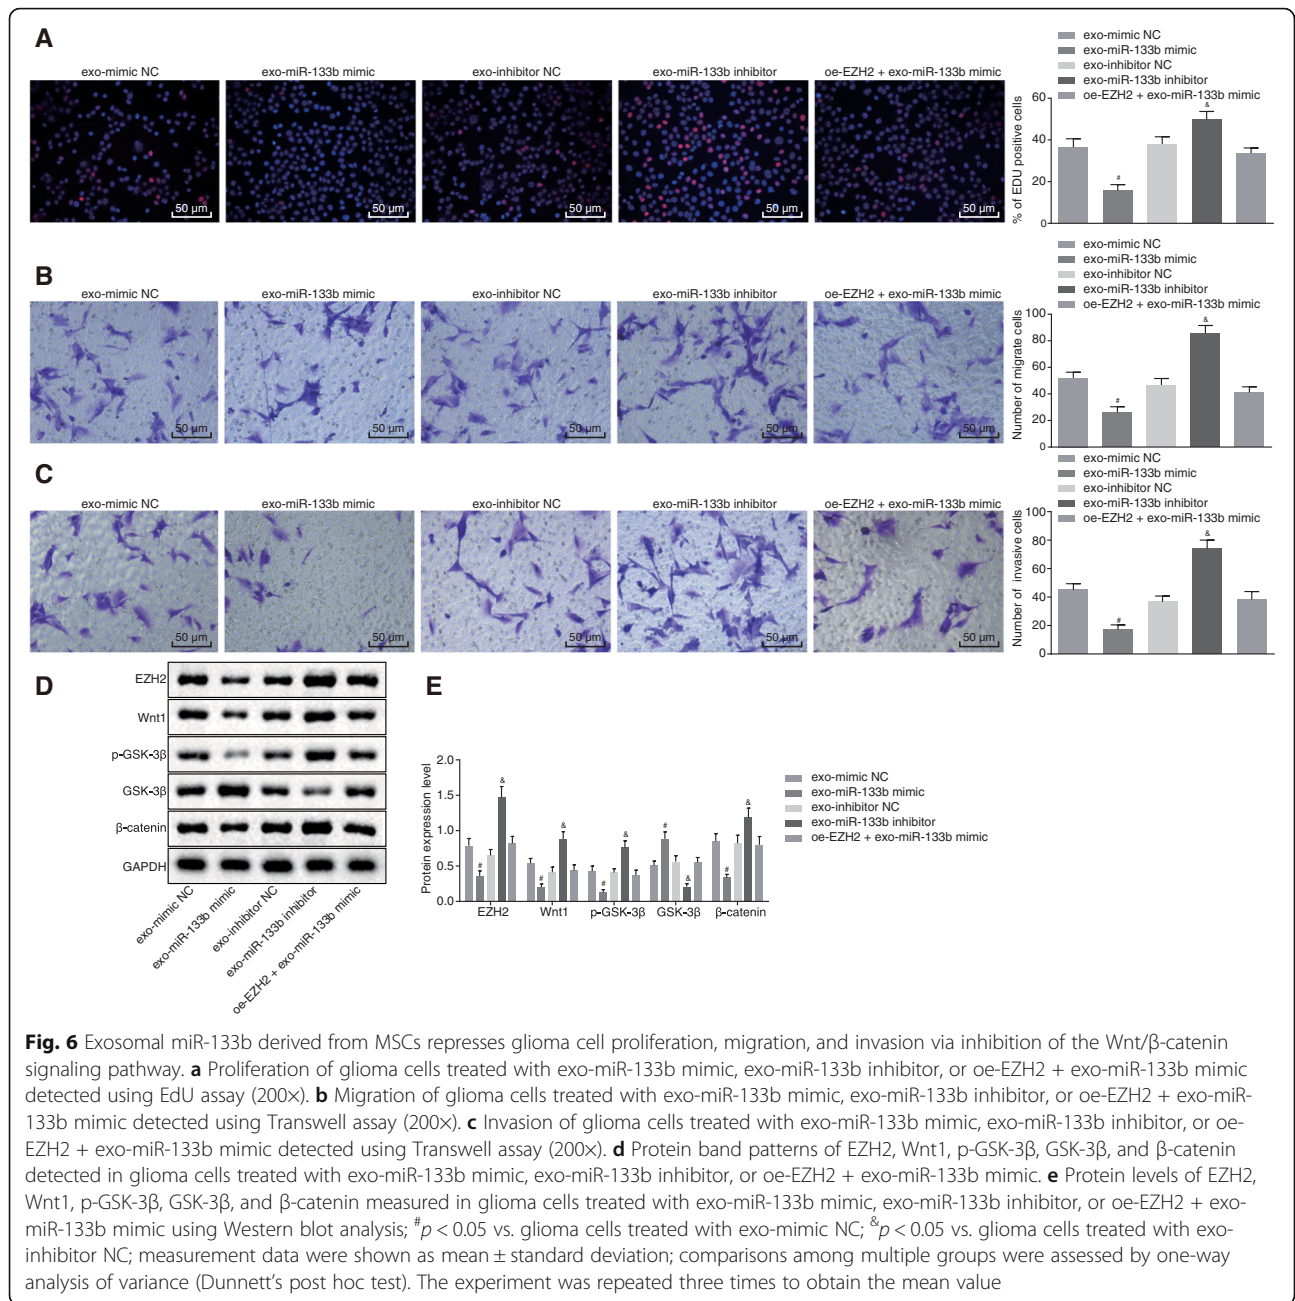 A
exo-mimic NC
exo-miR-133b mimic
exo-inhibitor NC
exo-miR-133b inhibitor
oe-EZH2 + exo-miR-133b mimic
50 µm
50 µm
50 µm
50 µm
50 µm
exo-mimic NC
exo-miR-133b mimic
exo-inhibitor NC
exo-miR-133b inhibitor
oe-EZH2 + exo-miR-133b mimic
% of EDU positive cells
60
40
20
0
#
&
B
exo-mimic NC
exo-miR-133b mimic
exo-inhibitor NC
exo-miR-133b inhibitor
oe-EZH2 + exo-miR-133b mimic
50 µm
50 µm
50 µm
50 µm
50 µm
exo-mimic NC
exo-miR-133b mimic
exo-inhibitor NC
exo-miR-133b inhibitor
oe-EZH2 + exo-miR-133b mimic
Number of migrate cells
100
80
60
40
20
0
#
&
C
exo-mimic NC
exo-miR-133b mimic
exo-inhibitor NC
exo-miR-133b inhibitor
oe-EZH2 + exo-miR-133b mimic
50 µm
50 µm
50 µm
50 µm
50 µm
exo-mimic NC
exo-miR-133b mimic
exo-inhibitor NC
exo-miR-133b inhibitor
oe-EZH2 + exo-miR-133b mimic
Number of invasive cells
100
80
60
40
20
0
#
&
D
EZH2
Wnt1
p-GSK-3β
GSK-3β
β-catenin
GAPDH
exo-mimic NC
exo-miR-133b mimic
exo-inhibitor NC
exo-miR-133b inhibitor
oe-EZH2 + exo-miR-133b mimic
E
Protein expression level
2.0
1.5
1.0
0.5
0.0
#
&
#
&
#
&
#
&
#
&
EZH2
Wnt1
p-GSK-3β
GSK-3β
β-catenin
exo-mimic NC
exo-miR-133b mimic
exo-inhibitor NC
exo-miR-133b inhibitor
oe-EZH2 + exo-miR-133b mimic
Fig. 6 Exosomal miR-133b derived from MSCs represses glioma cell proliferation, migration, and invasion via inhibition of the Wnt/β-catenin
signaling pathway. a Proliferation of glioma cells treated with exo-miR-133b mimic, exo-miR-133b inhibitor, or oe-EZH2 + exo-miR-133b mimic
detected using EdU assay (200×). b Migration of glioma cells treated with exo-miR-133b mimic, exo-miR-133b inhibitor, or oe-EZH2 + exo-miR-
133b mimic detected using Transwell assay (200×). c Invasion of glioma cells treated with exo-miR-133b mimic, exo-miR-133b inhibitor, or oe-
EZH2 + exo-miR-133b mimic detected using Transwell assay (200×). d Protein band patterns of EZH2, Wnt1, p-GSK-3β, GSK-3β, and β-catenin
detected in glioma cells treated with exo-miR-133b mimic, exo-miR-133b inhibitor, or oe-EZH2 + exo-miR-133b mimic. e Protein levels of EZH2,
Wnt1, p-GSK-3β, GSK-3β, and β-catenin measured in glioma cells treated with exo-miR-133b mimic, exo-miR-133b inhibitor, or oe-EZH2 + exo-
miR-133b mimic using Western blot analysis; #p < 0.05 vs. glioma cells treated with exo-mimic NC; &p < 0.05 vs. glioma cells treated with exo-
inhibitor NC; measurement data were shown as mean ± standard deviation; comparisons among multiple groups were assessed by one-way
analysis of variance (Dunnett's post hoc test). The experiment was repeated three times to obtain the mean value